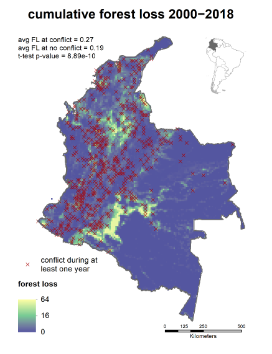 cumulative forest loss 2000−2018
avg FL at conflict = 0.27
avg FL at no conflict = 0.19
t-test p-value = 8.89e-10
conflict during at
least one year
forest loss
64
16
0
0 125 250 500
Kilometers